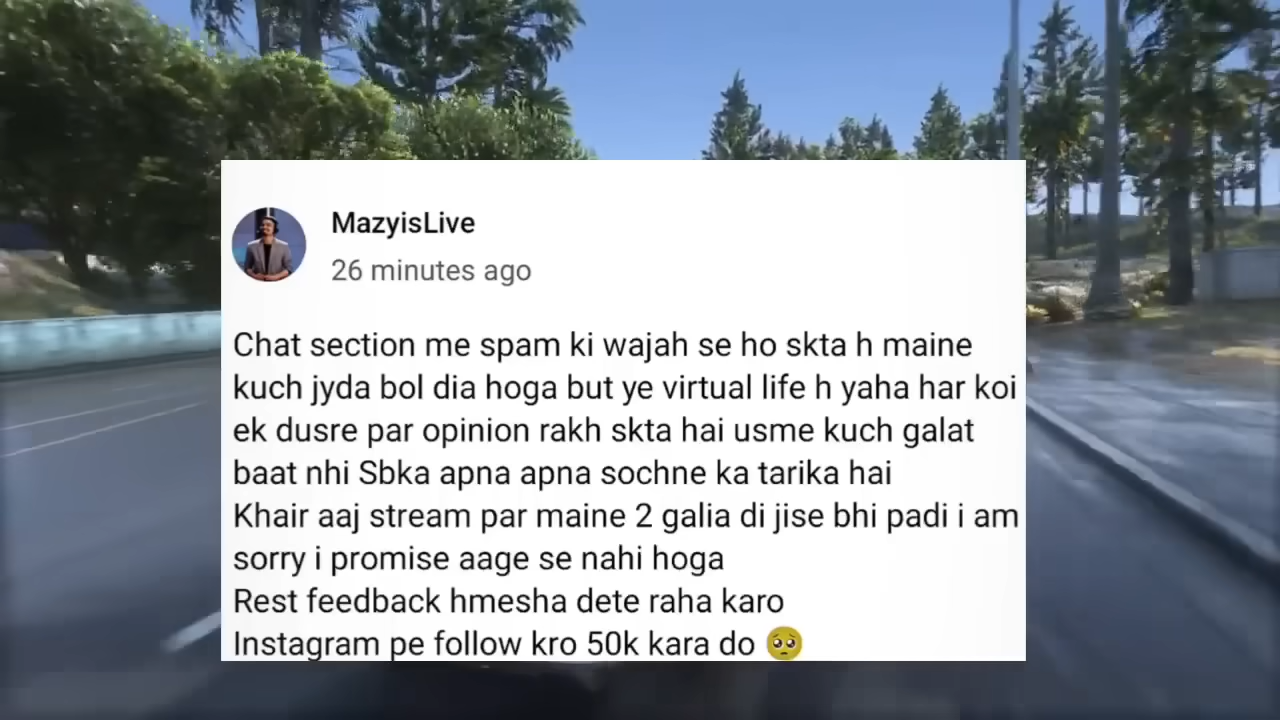 MazyisLive
26 minutes ago
Chat section me spam ki wajah se ho skta h maine
kuch jyda bol dia hoga but ye virtual life h yaha har koi
ek dusre par opinion rakh skta hai usme kuch galat
baat nhi Sbka apna apna sochne ka tarika hai
Khair aaj stream par maine 2 galia di jise bhi padi i am
sorry i promise aage se nahi hoga
Rest feedback hmesha dete raha karo
Instagram pe follow kro 50k kara do 🥺